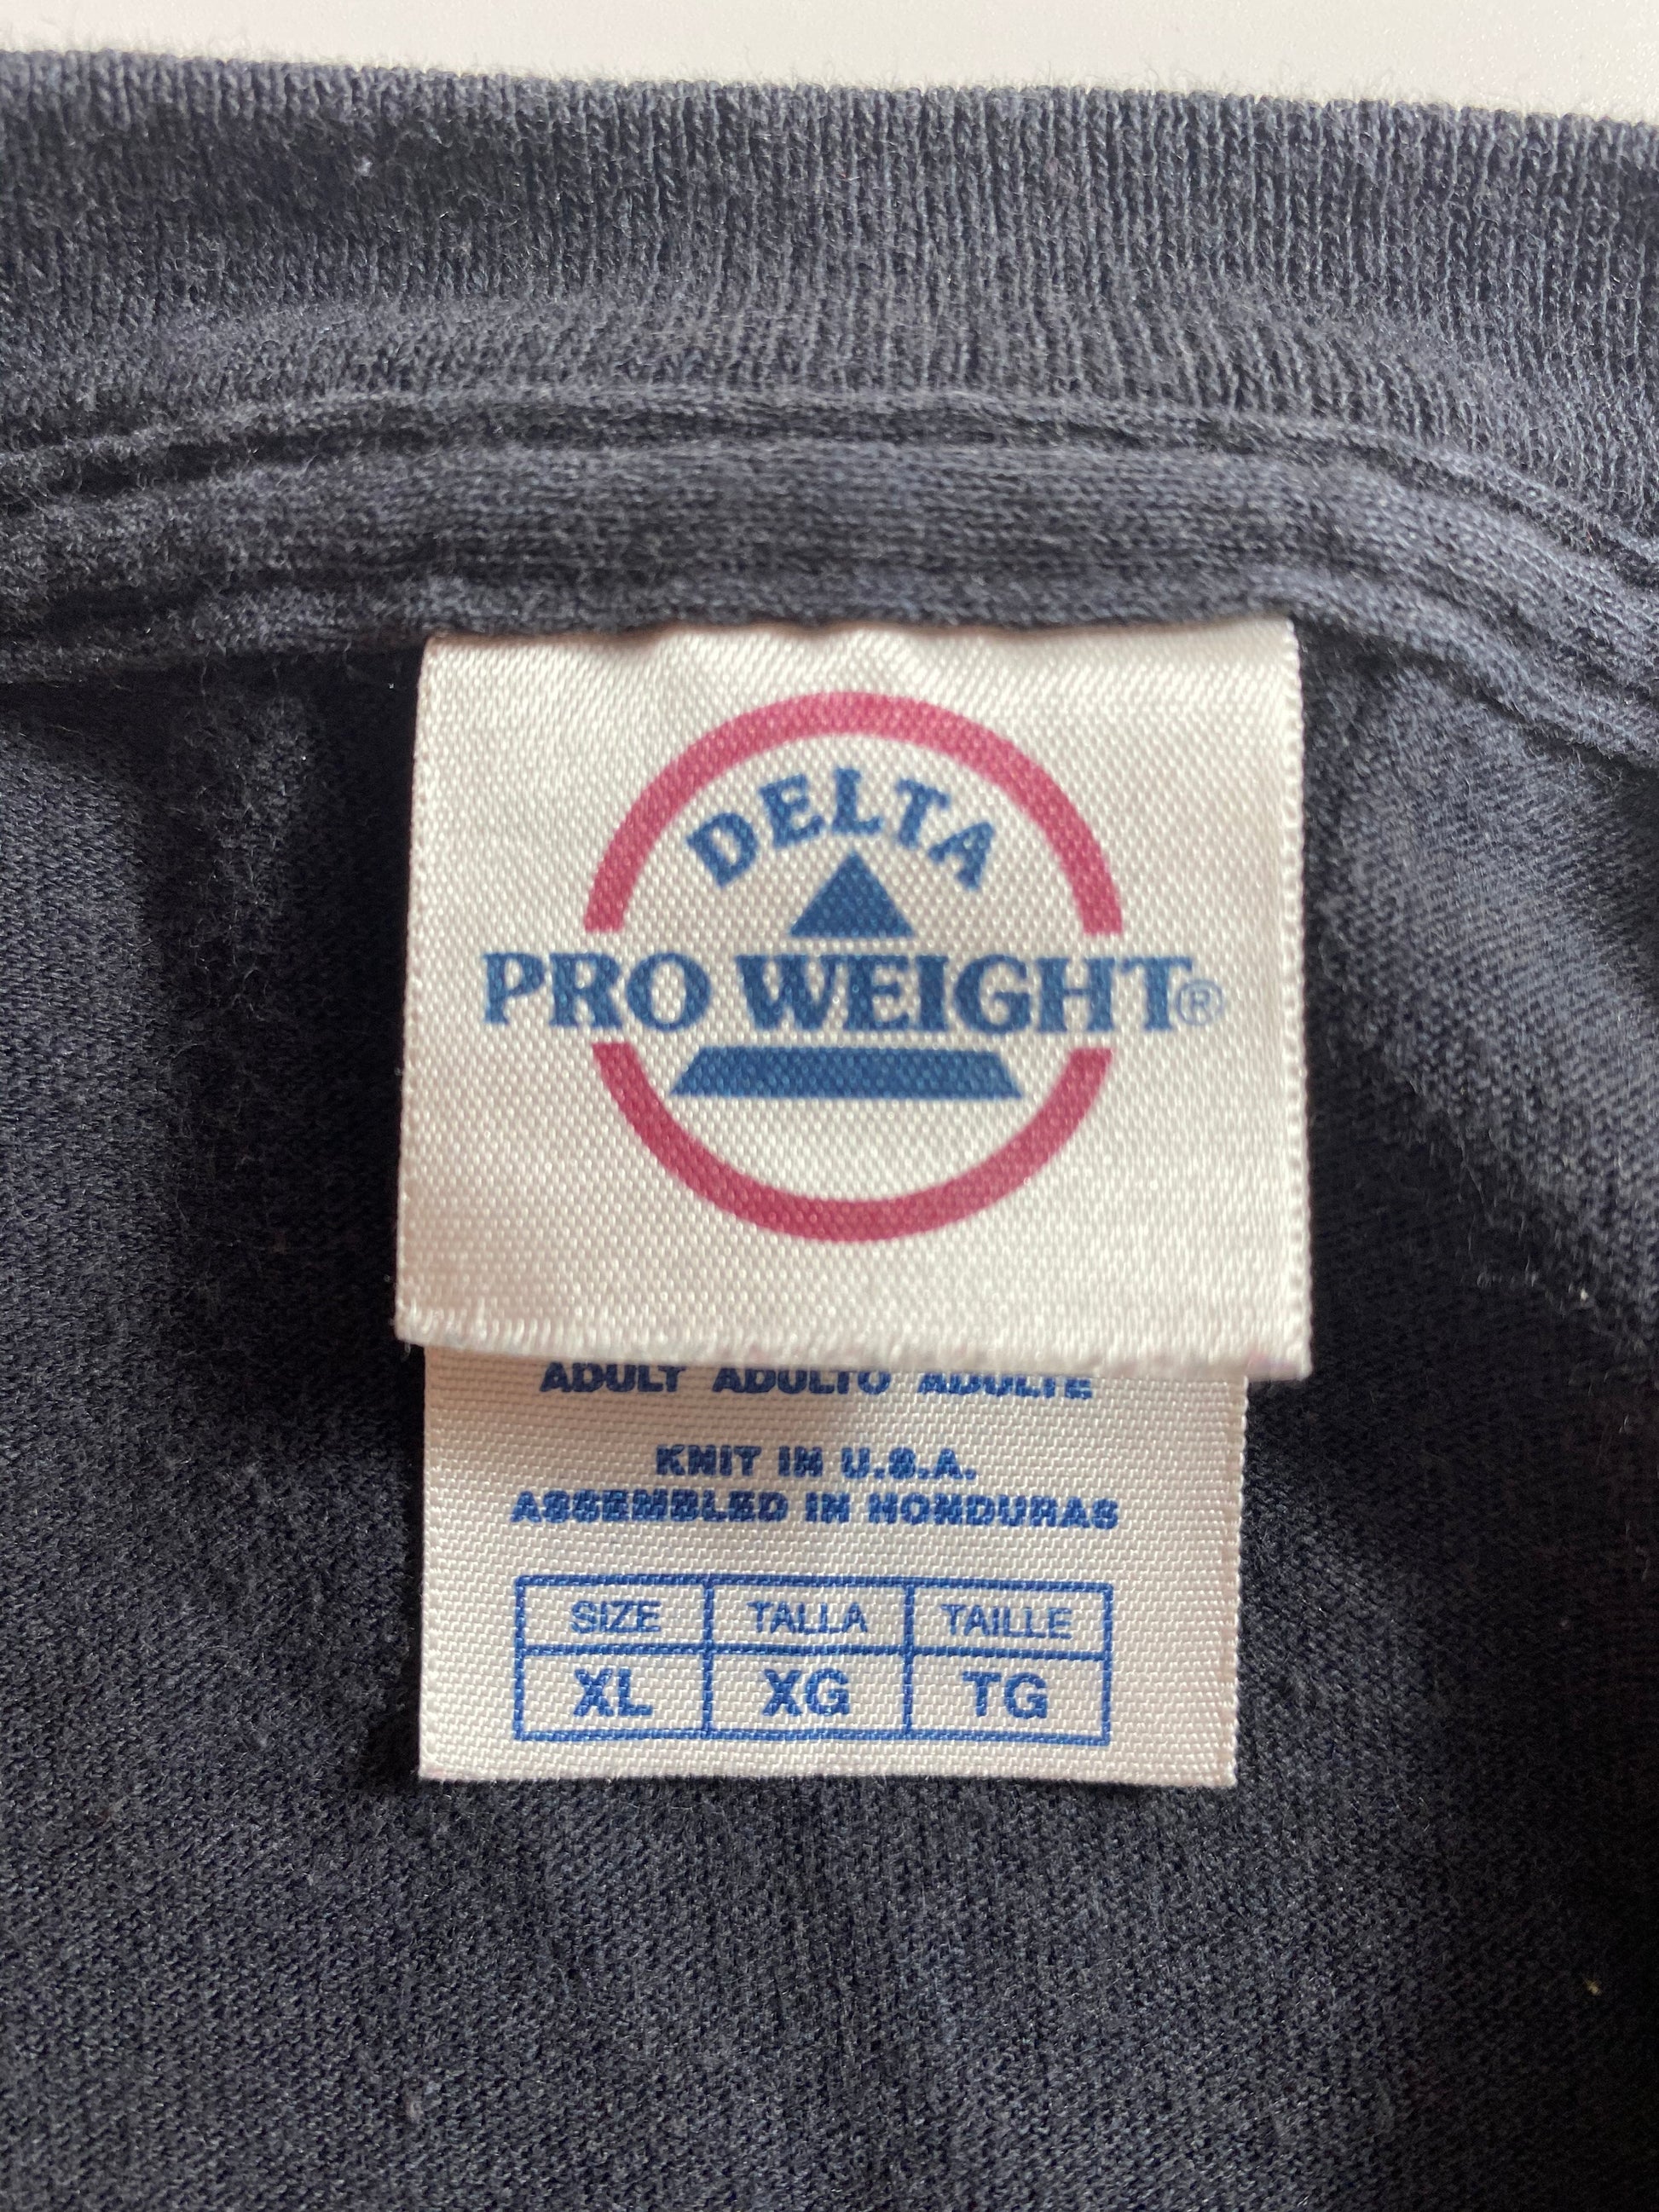 DELTA
PRO WEIGHT®
ADULT ADULTO ADULTE
KNIT IN U.S.A.
ASSEMBLED IN HONDURAS
SIZE TALLA TAILLE
XL XG TG